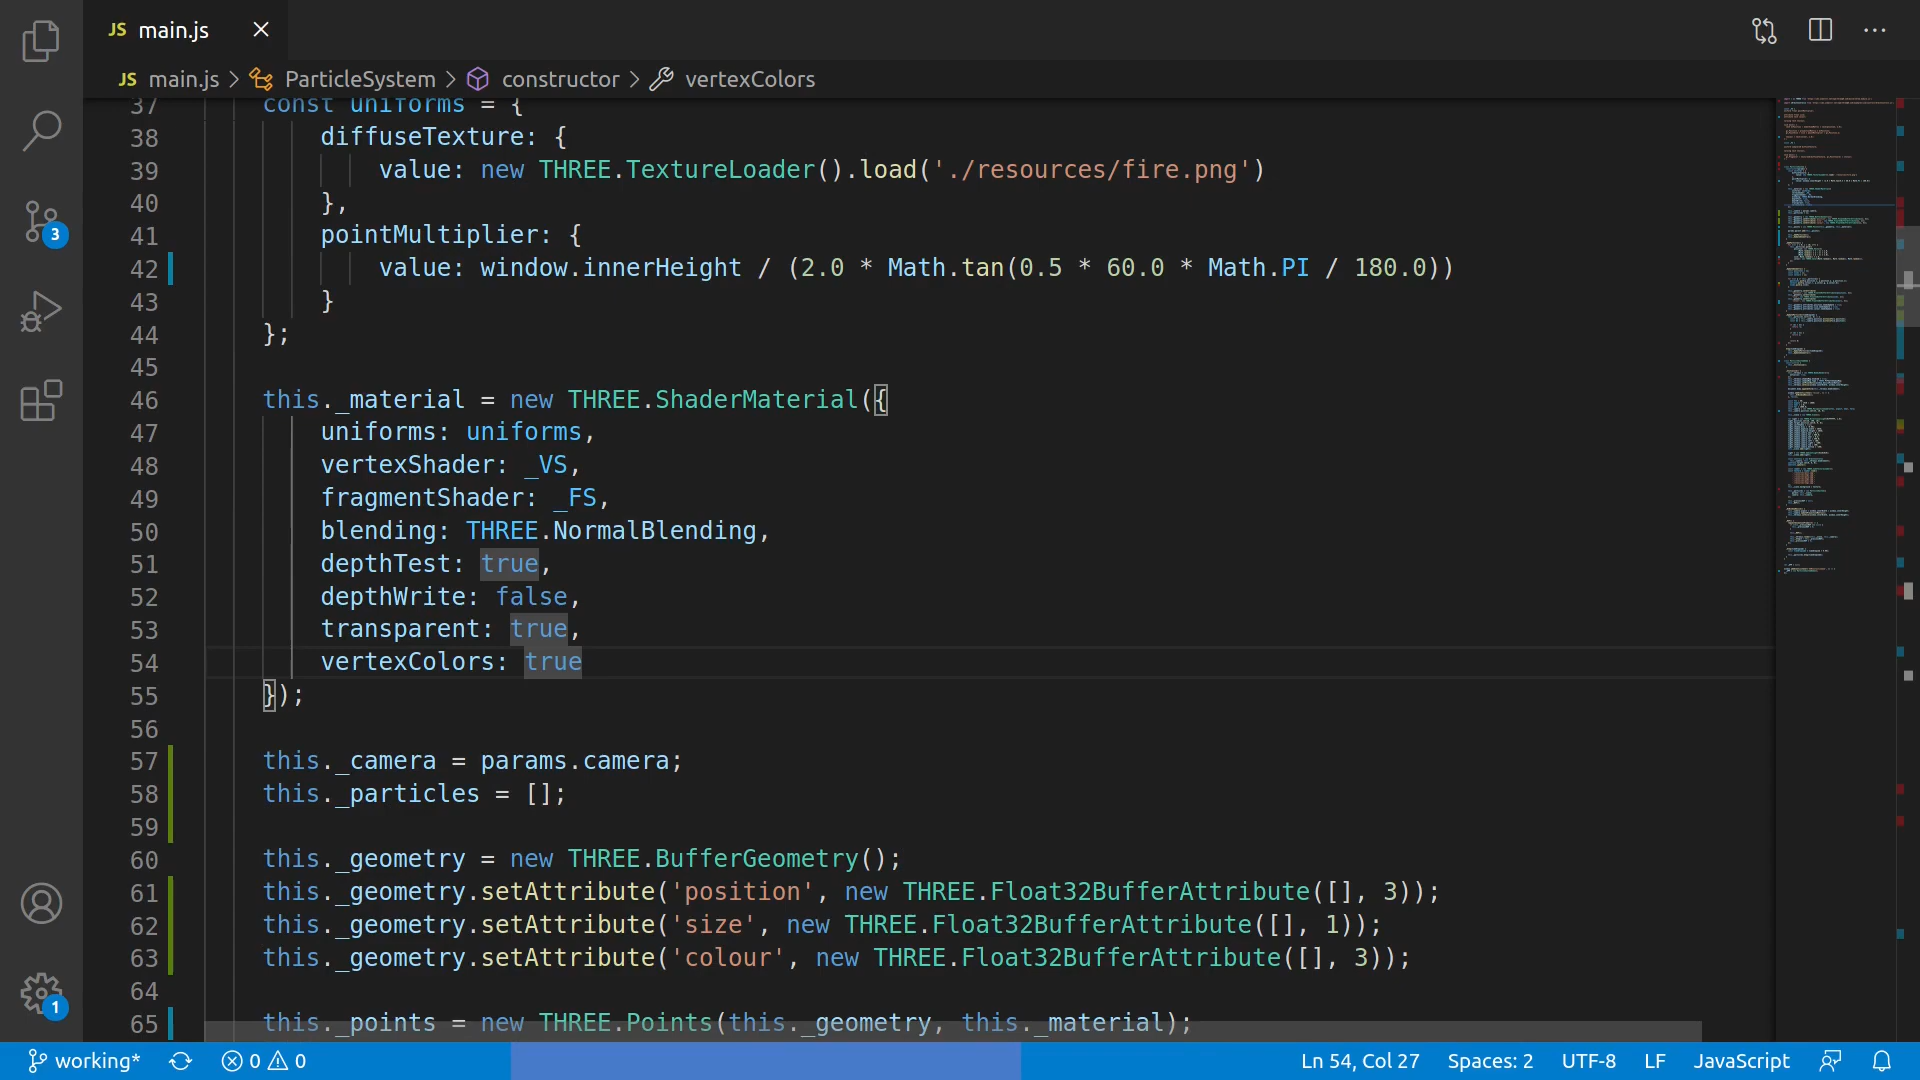 JS main.js
JS main.js > ParticleSystem > constructor > vertexColors
37 const uniforms = {
38 diffuseTexture: {
39 value: new THREE.TextureLoader().load('./resources/fire.png')
40 },
41 pointMultiplier: {
42 value: window.innerHeight / (2.0 * Math.tan(0.5 * 60.0 * Math.PI / 180.0))
43 }
44 };
45
46 this._material = new THREE.ShaderMaterial({
47 uniforms: uniforms,
48 vertexShader: _VS,
49 fragmentShader: _FS,
50 blending: THREE.NormalBlending,
51 depthTest: true,
52 depthWrite: false,
53 transparent: true,
54 vertexColors: true
55 });
56
57 this._camera = params.camera;
58 this._particles = [];
59
60 this._geometry = new THREE.BufferGeometry();
61 this._geometry.setAttribute('position', new THREE.Float32BufferAttribute([], 3));
62 this._geometry.setAttribute('size', new THREE.Float32BufferAttribute([], 1));
63 this._geometry.setAttribute('colour', new THREE.Float32BufferAttribute([], 3));
64
65 this._points = new THREE.Points(this._geometry, this._material);
3
1
working* 0 0 Ln 54, Col 27 Spaces: 2 UTF-8 LF JavaScript